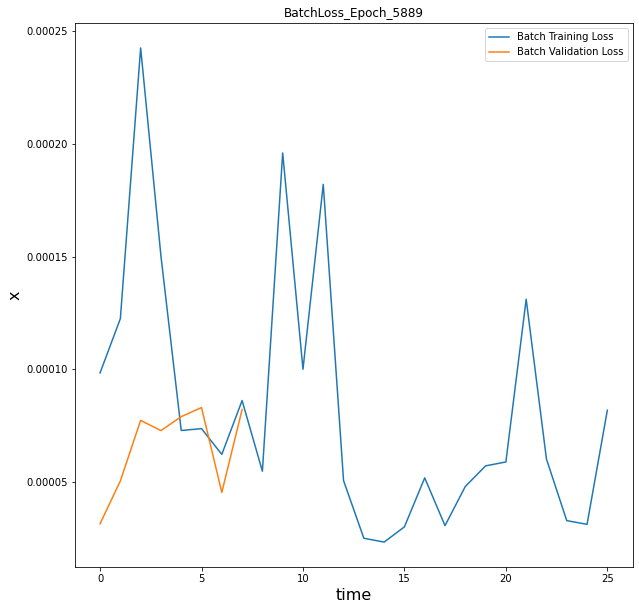 BatchLoss_Epoch_5889
Batch Training Loss
Batch Validation Loss
0.00025
0.00020
0.00015
0.00010
0.00005
x
0
5
10
15
20
25
time